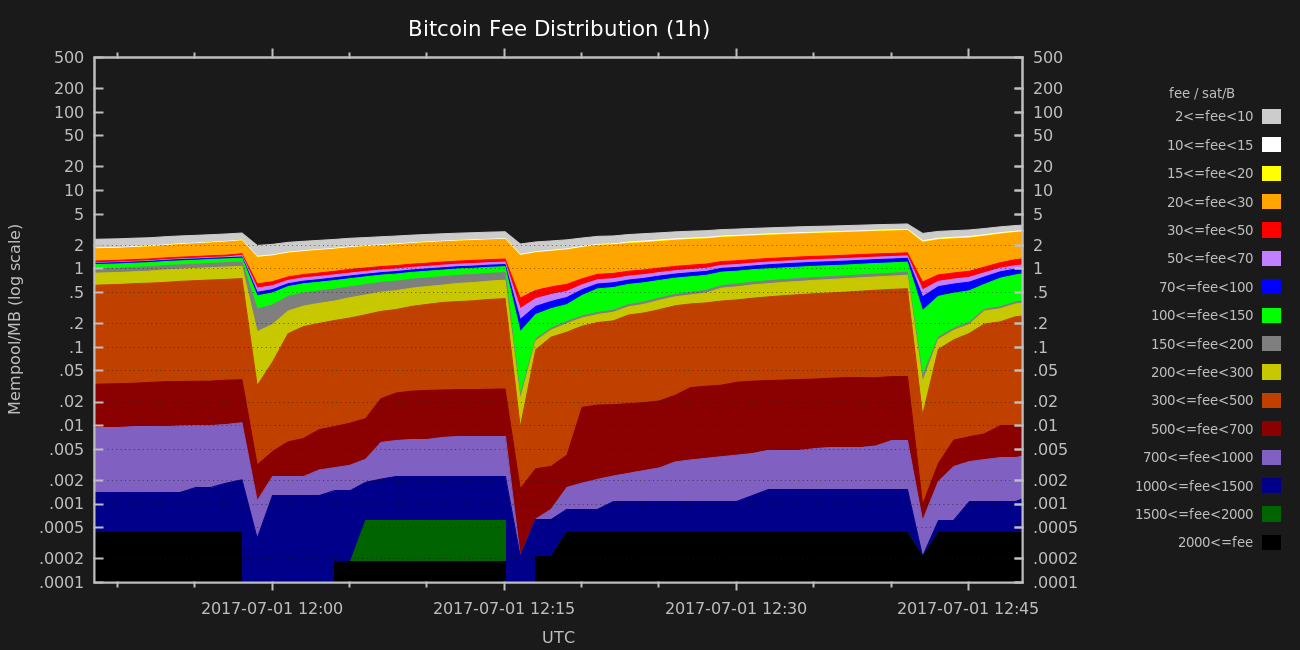 Bitcoin Fee Distribution (1h)
500 500
200 200
100 100
50 50
20 20
10 10
5 5
2 2
1 1
.5 .5
.2 .2
.1 .1
.05 .05
.02 .02
.01 .01
.005 .005
.002 .002
.001 .001
.0005 .0005
.0002 .0002
.0001 .0001
Mempool/MB (log scale)
2017-07-01 12:00 2017-07-01 12:15 2017-07-01 12:30 2017-07-01 12:45
UTC
fee / sat/B
2<=fee<10
10<=fee<15
15<=fee<20
20<=fee<30
30<=fee<50
50<=fee<70
70<=fee<100
100<=fee<150
150<=fee<200
200<=fee<300
300<=fee<500
500<=fee<700
700<=fee<1000
1000<=fee<1500
1500<=fee<2000
2000<=fee